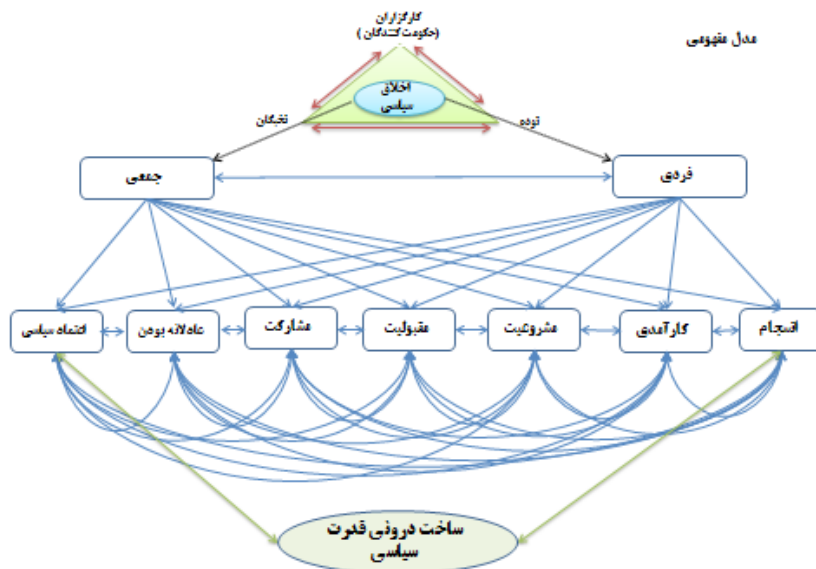 کارگزاران
(حکومت‌کنندگان )
مدل مفهومی
اخلاق
سیاسی
نخبگان
توده
جمعی
فردی
انسجام
کارآمدی
مشروعیت
مقبولیت
مشارکت
عادلانه بودن
اعتماد سیاسی
ساخت درونی قدرت
سیاسی